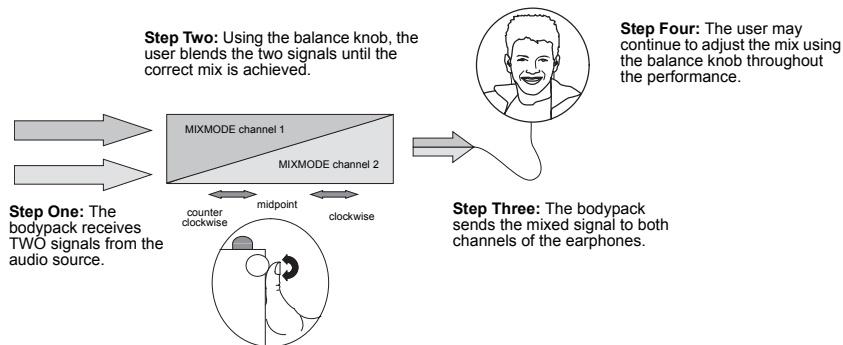 Step One: The
bodypack receives
TWO signals from the
audio source.
Step Two: Using the balance knob, the
user blends the two signals until the
correct mix is achieved.
MIXMODE channel 1
MIXMODE channel 2
counter
clockwise
midpoint
clockwise
Step Three: The bodypack
sends the mixed signal to both
channels of the earphones.
Step Four: The user may
continue to adjust the mix using
the balance knob throughout
the performance.